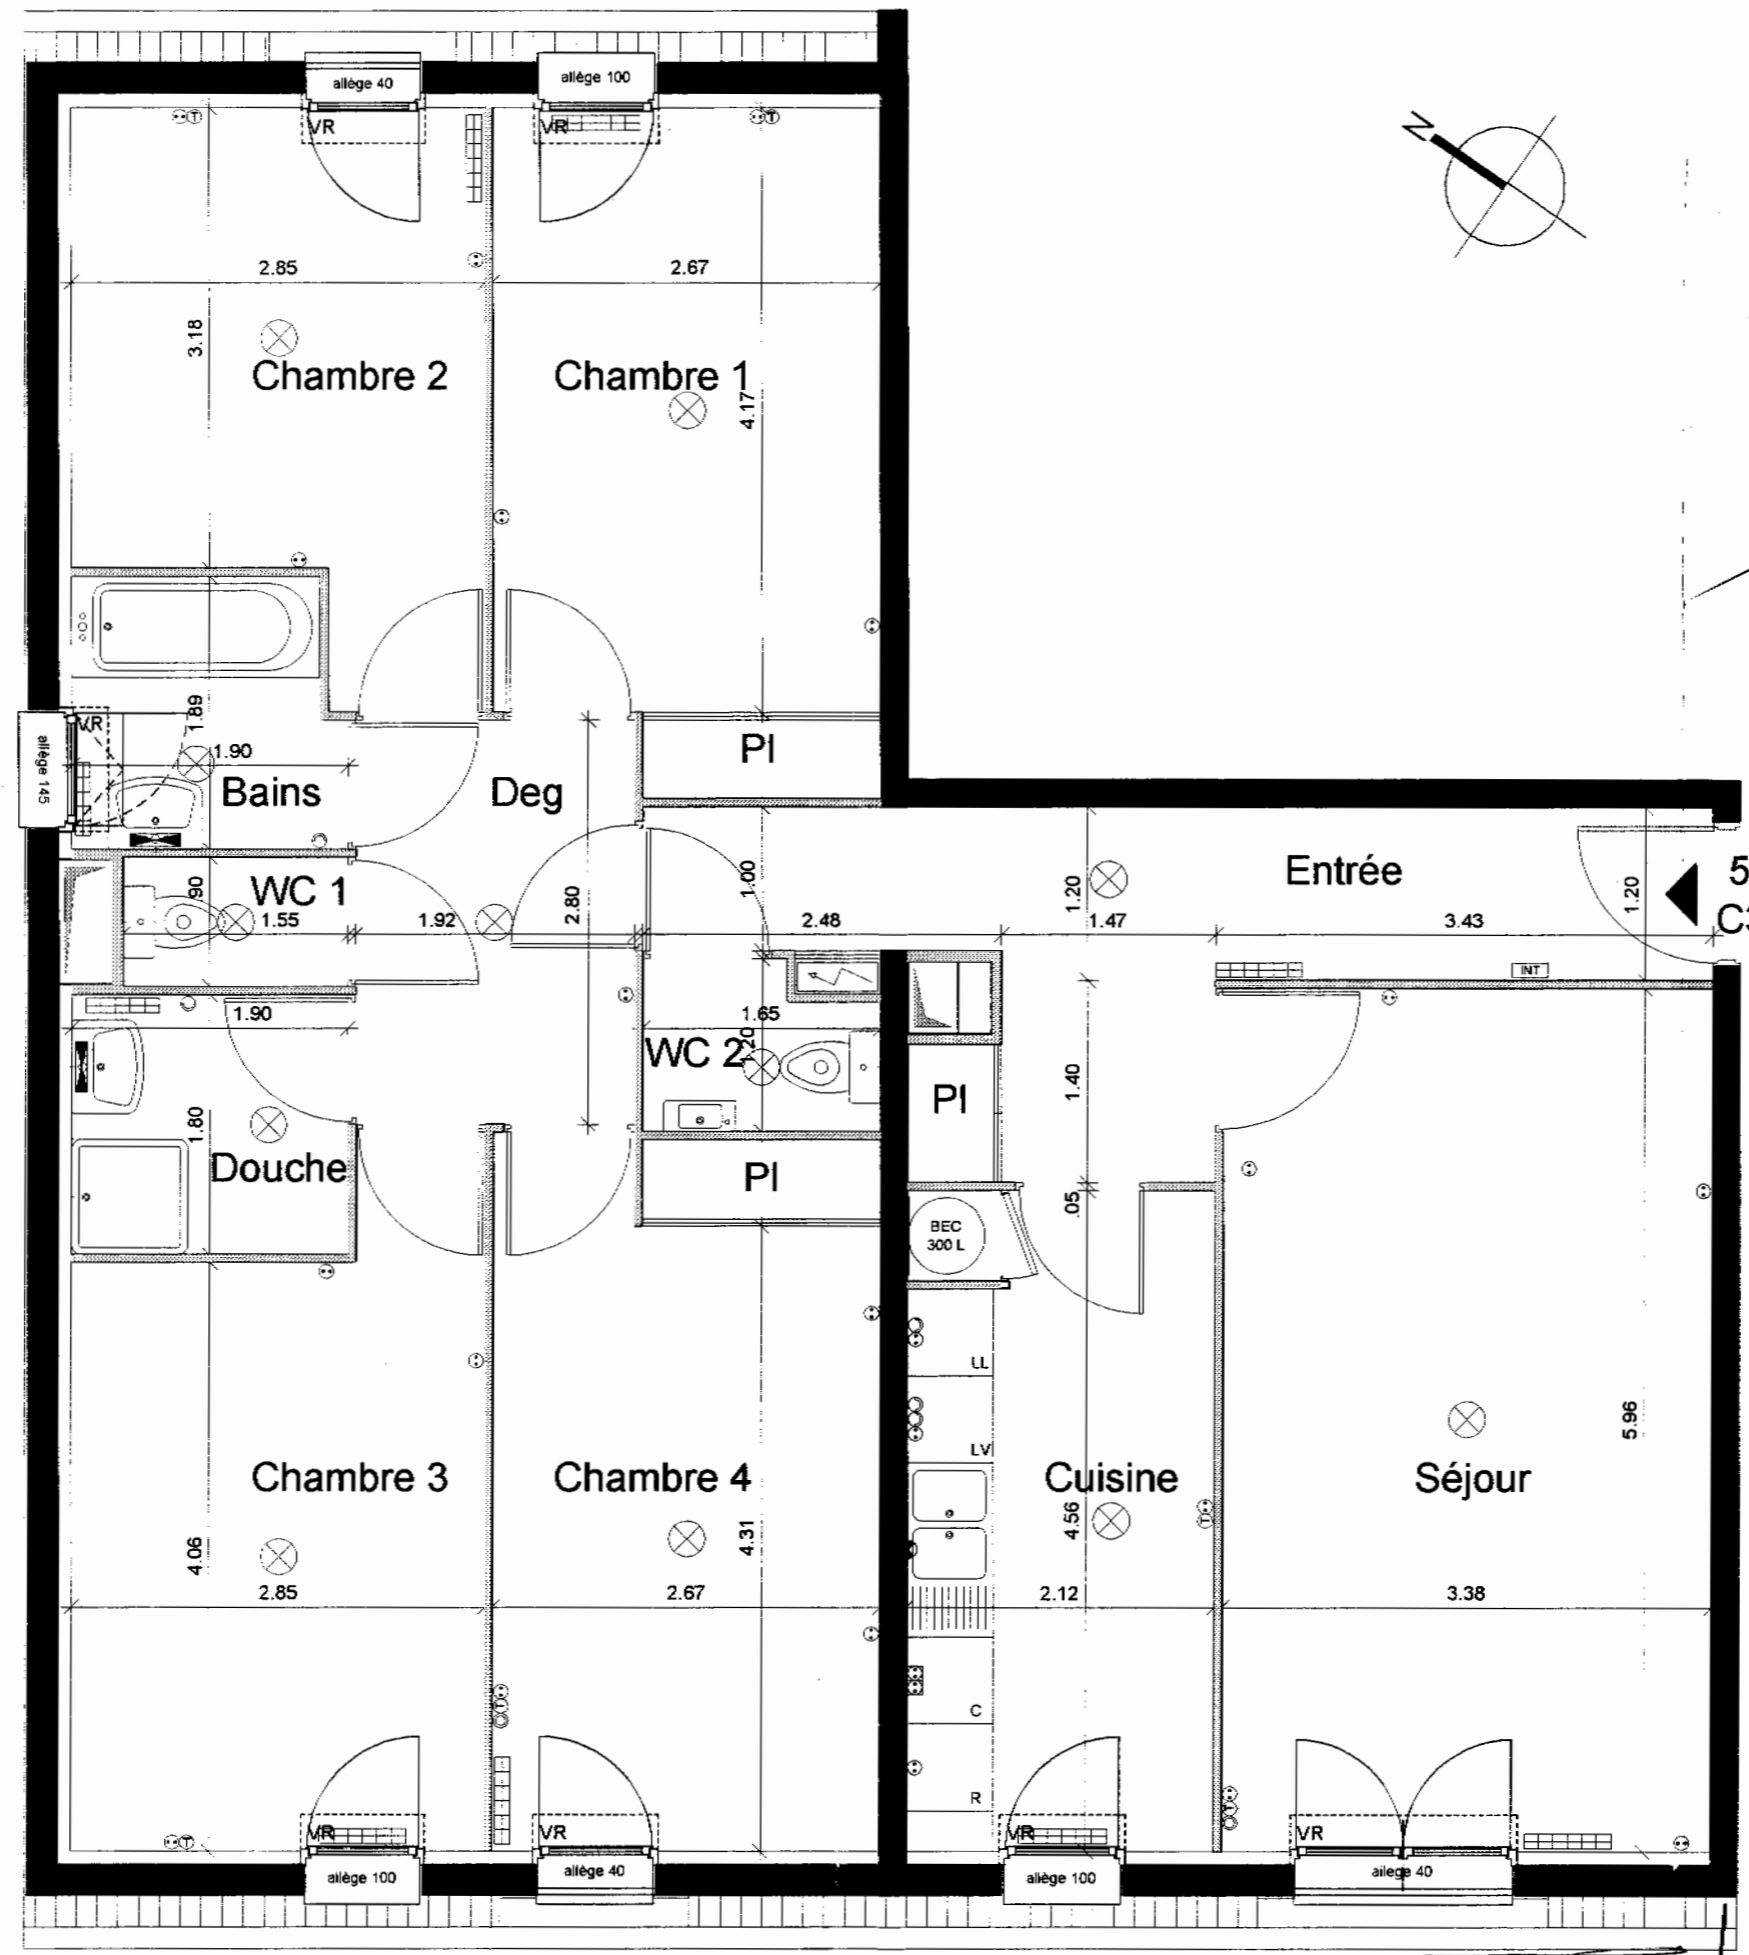 allège 40
allège 100
VR
VR
N
2.85
2.67
3.18
Chambre 2
Chambre 1
4.17
1.89
VR
allège 145
1.90
Bains
Deg
Pl
WC 1
.90
1.55
1.92
2.80
1.00
2.48
1.20
1.47
Entrée
3.43
1.20
5
INT
1.90
1.65
WC 2
Pl
1.40
1.80
Douche
Pl
.05
BEC
300 L
LL
LV
Chambre 3
Chambre 4
Cuisine
Séjour
5.96
4.06
4.31
4.56
2.85
2.67
2.12
3.38
C
R
VR
VR
VR
VR
allège 100
allège 40
allège 100
allège 40